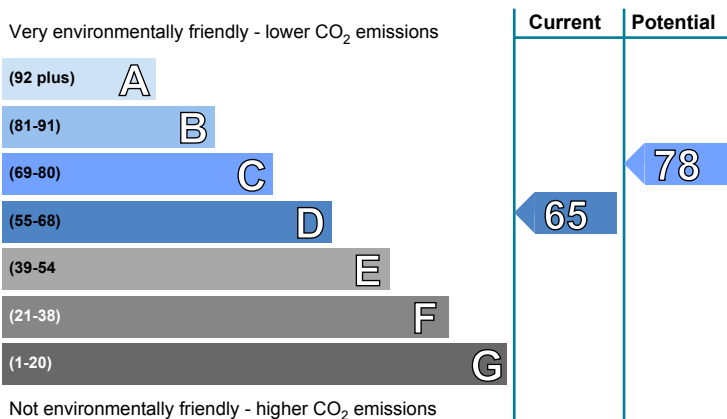 Current Potential
Very environmentally friendly - lower CO₂ emissions
(92 plus) A
(81-91) B
(69-80) C
78
(55-68) D
65
(39-54 E
(21-38) F
(1-20) G
Not environmentally friendly - higher CO₂ emissions